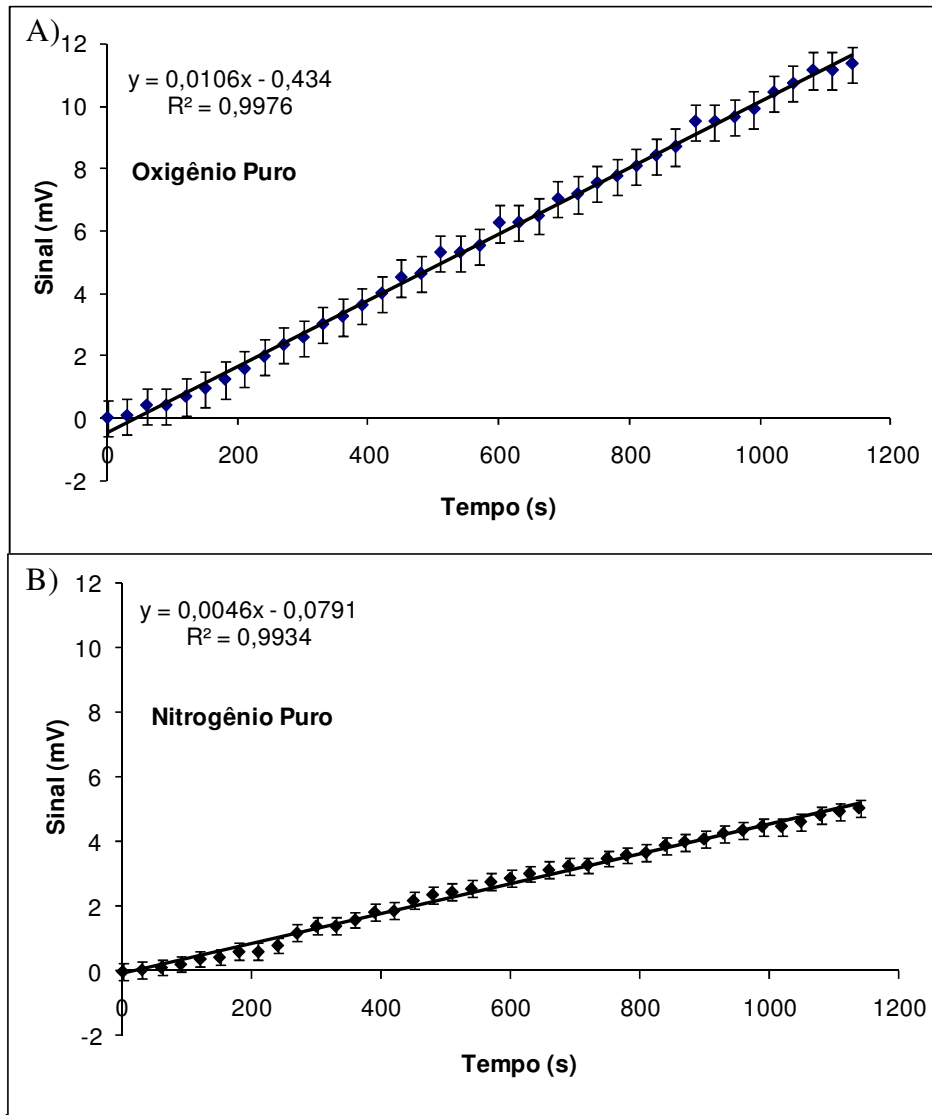 A)
12
10
8
6
4
2
0
-2
y = 0,0106x - 0,434
R² = 0,9976
Oxigênio Puro
Sinal (mV)
0 200 400 600 800 1000 1200
Tempo (s)
B)
12
10
8
6
4
2
0
-2
y = 0,0046x - 0,0791
R² = 0,9934
Nitrogênio Puro
Sinal (mV)
0 200 400 600 800 1000 1200
Tempo (s)